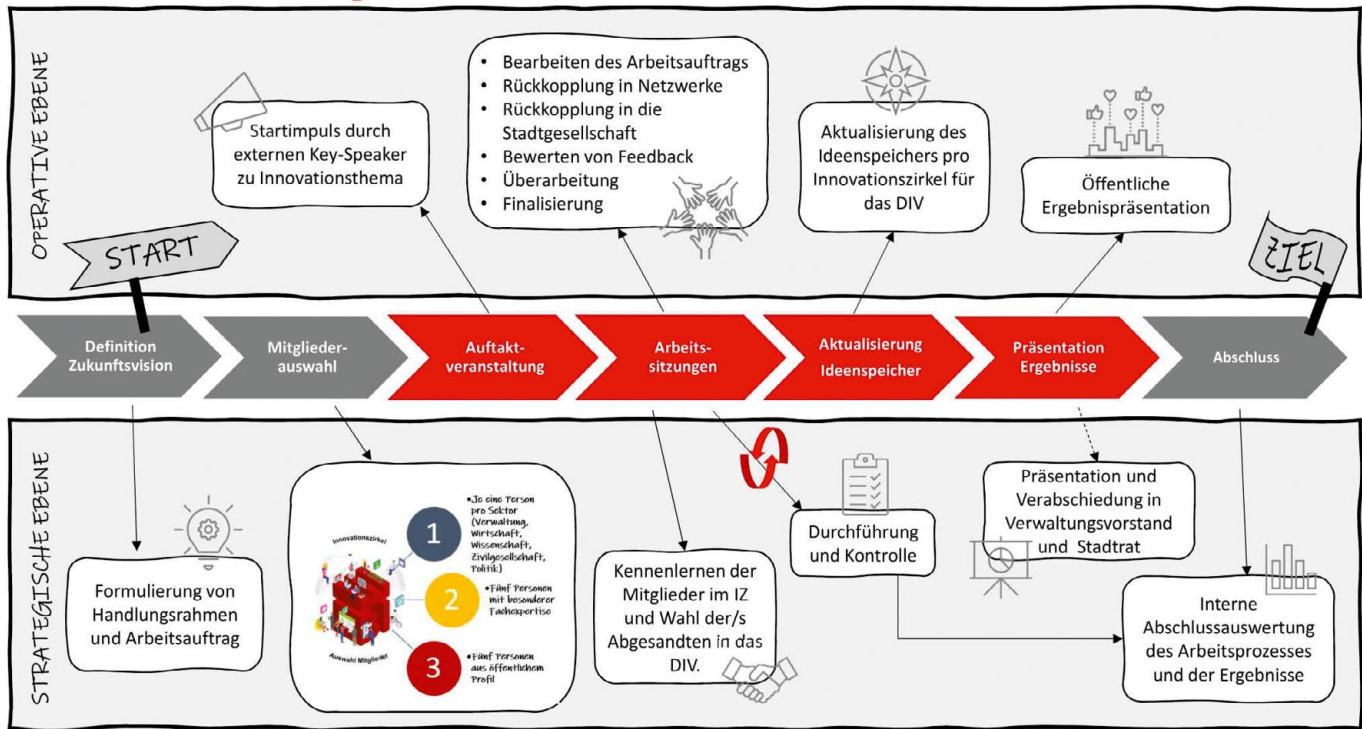 OPERATIVE EBENE
Startimpuls durch
externen Key-Speaker
zu Innovationsthema
• Bearbeiten des Arbeitsauftrags
• Rückkopplung in Netzwerke
• Rückkopplung in die
Stadtgesellschaft
• Bewerten von Feedback
• Überarbeitung
• Finalisierung
Aktualisierung des
Ideenspeichers pro
Innovationszirkel für
das DIV
Öffentliche
Ergebnispräsentation
START
ZIEL
Definition
Zukunftsvision
Mitglieder-
auswahl
Auftakt-
veranstaltung
Arbeits-
sitzungen
Aktualisierung
Ideenspeicher
Präsentation
Ergebnisse
Abschluss
STRATEGISCHE EBENE
Formulierung von
Handlungsrahmen
und Arbeitsauftrag
Innovationszirkel
Auswahl Mitglieder
1
•Je eine Person
pro Sektor
(Verwaltung,
Wirtschaft,
Wissenschaft,
Zivilgesellschaft,
Politik)
2
•Fünf Personen
mit besonderer
Fachexpertise
3
•Fünf Personen
aus öffentlichem
Profil
Kennenlernen der
Mitglieder im IZ
und Wahl der/s
Abgesandten in das
DIV.
Durchführung
und Kontrolle
Präsentation und
Verabschiedung in
Verwaltungsvorstand
und Stadtrat
Interne
Abschlussauswertung
des Arbeitsprozesses
und der Ergebnisse